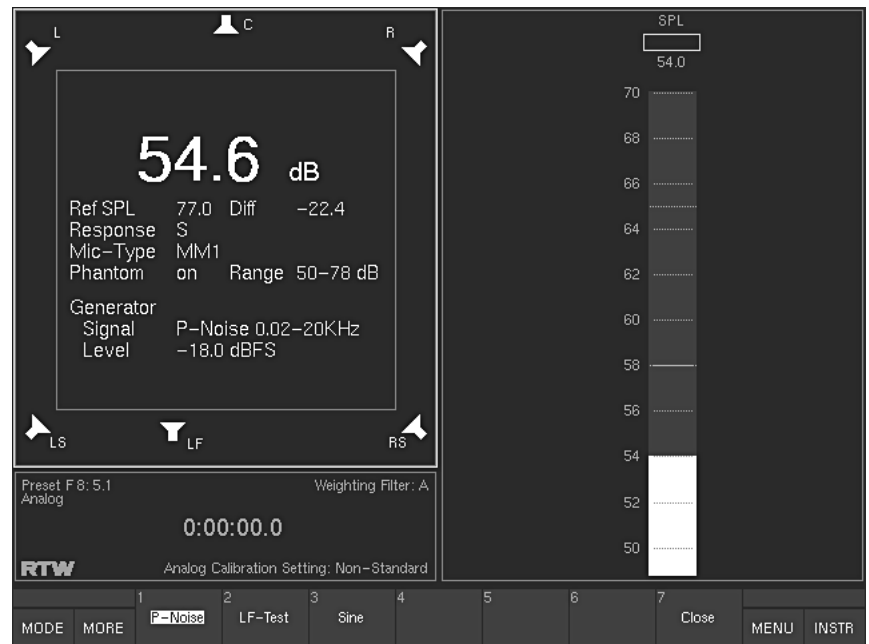 L
C
R
54.6 dB
Ref SPL 77.0 Diff -22.4
Response S
Mic-Type MM1
Phantom on Range 50-78 dB
Generator
Signal P-Noise 0.02-20KHz
Level -18.0 dBFS
LS
LF
RS
Preset F 8: 5.1 Weighting Filter: A
Analog
0:00:00.0
RTW Analog Calibration Setting: Non-Standard
SPL
54.0
70
68
66
64
62
60
58
56
54
52
50
1 2 3 4 5 6 7
MODE MORE P-Noise LF-Test Sine Close MENU INSTR